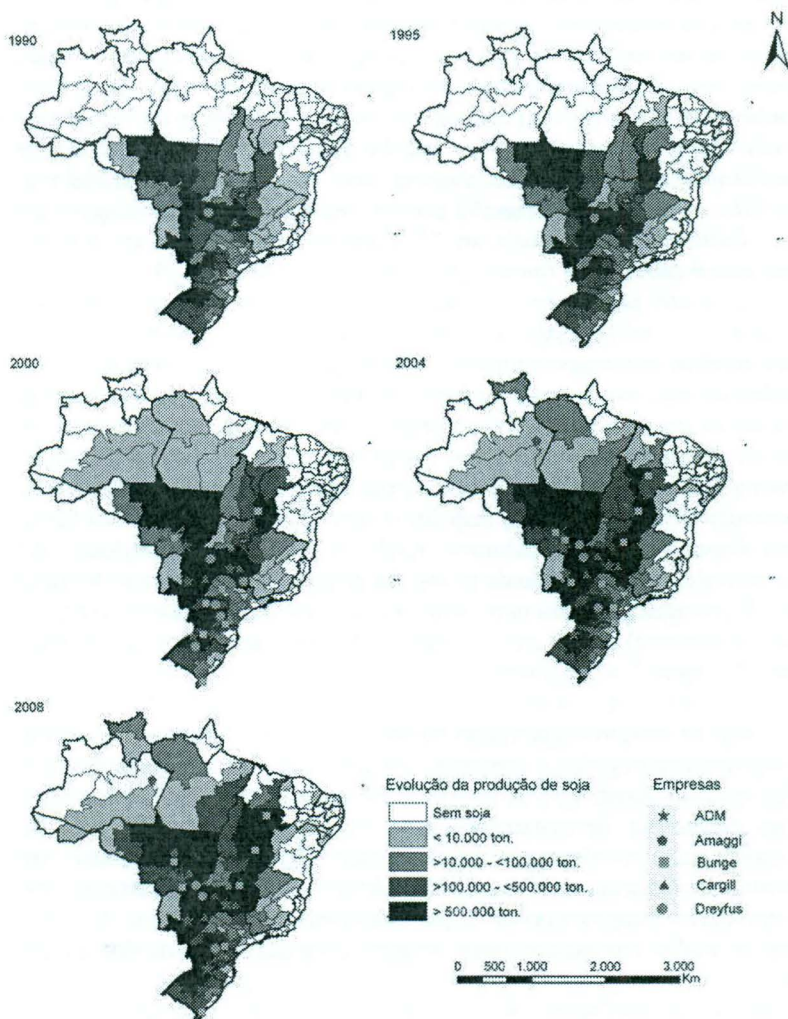 1990
1995
N
2000
2004
2008
Evolução da produção de soja
Sem soja
< 10.000 ton.
>10.000 - <100.000 ton.
>100.000 - <500.000 ton.
> 500.000 ton.
Empresas
ADM
Amaggi
Bunge
Cargill
Dreyfus
0 500 1.000 2.000 3.000
Km